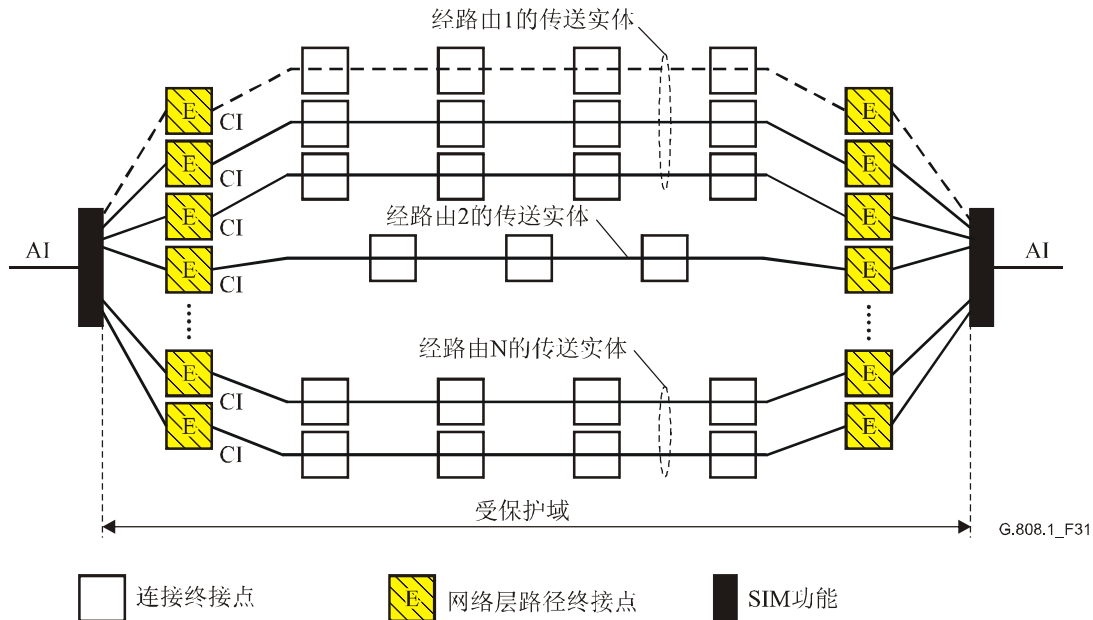 经路由1的传送实体
E
E
CI
E
E
CI
E
E
CI
经路由2的传送实体
AI
E
E
AI
CI
经路由N的传送实体
E
E
CI
E
E
CI
受保护域
G.808.1_F31
连接终接点
E
网络层路径终接点
SIM功能